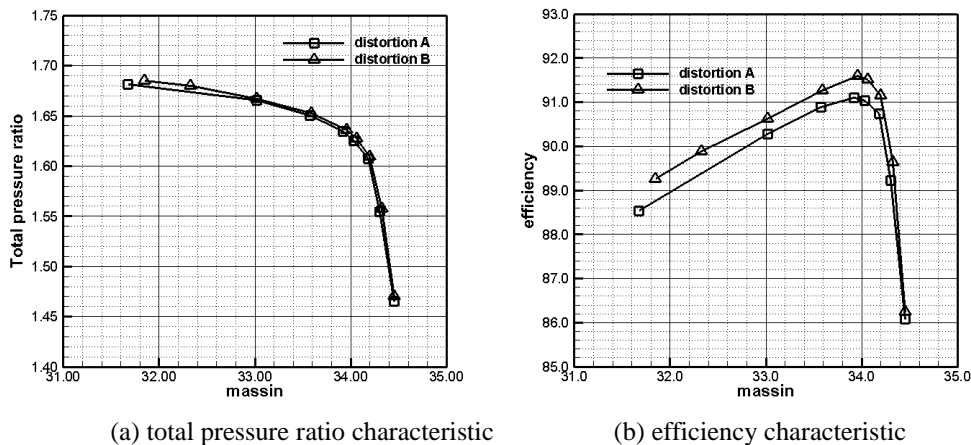 1.75
1.70
1.65
1.60
1.55
1.50
1.45
1.40
Total pressure ratio
distortion A
distortion B
31.00 32.00 33.00 34.00 35.00
massin
(a) total pressure ratio characteristic
93.0
92.0
91.0
90.0
89.0
88.0
87.0
86.0
85.0
efficiency
distortion A
distortion B
31.0 32.0 33.0 34.0 35.0
massin
(b) efficiency characteristic